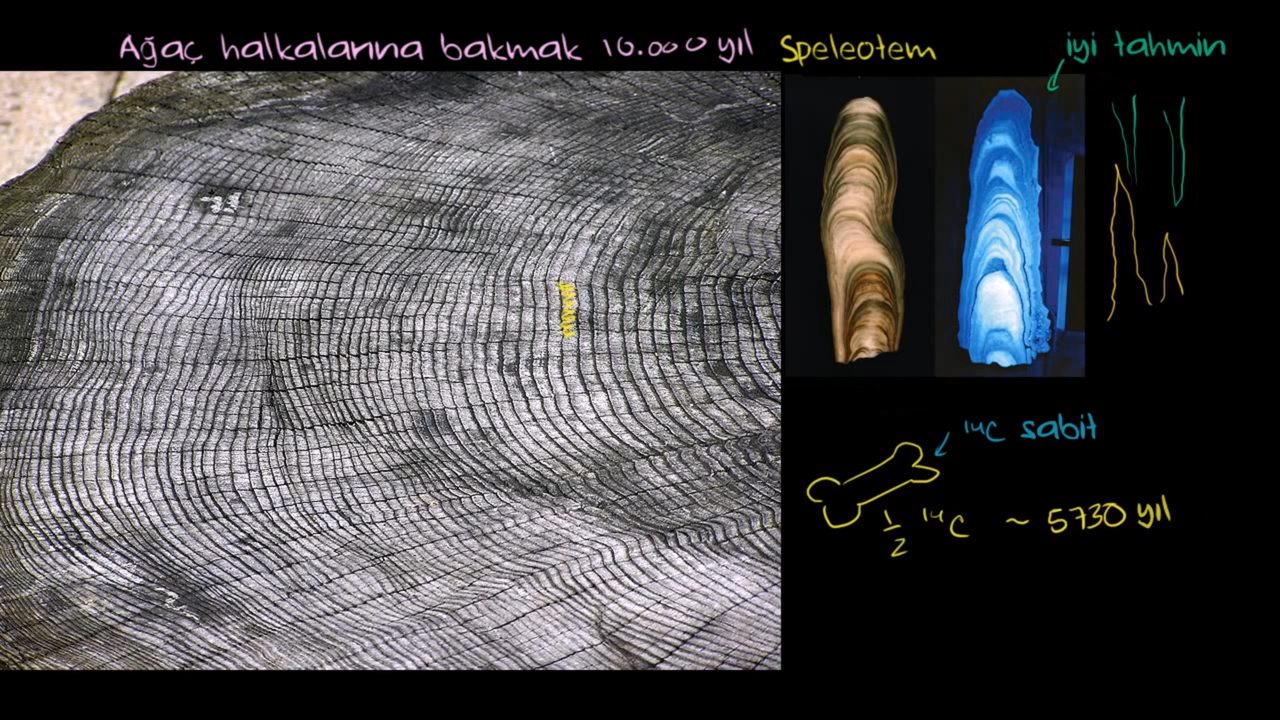 Ağaç halkalarına bakmak 10.000 yıl
Speleotem
iyi tahmin
¹⁴C sabit
½ ¹⁴C ~ 5730 yıl